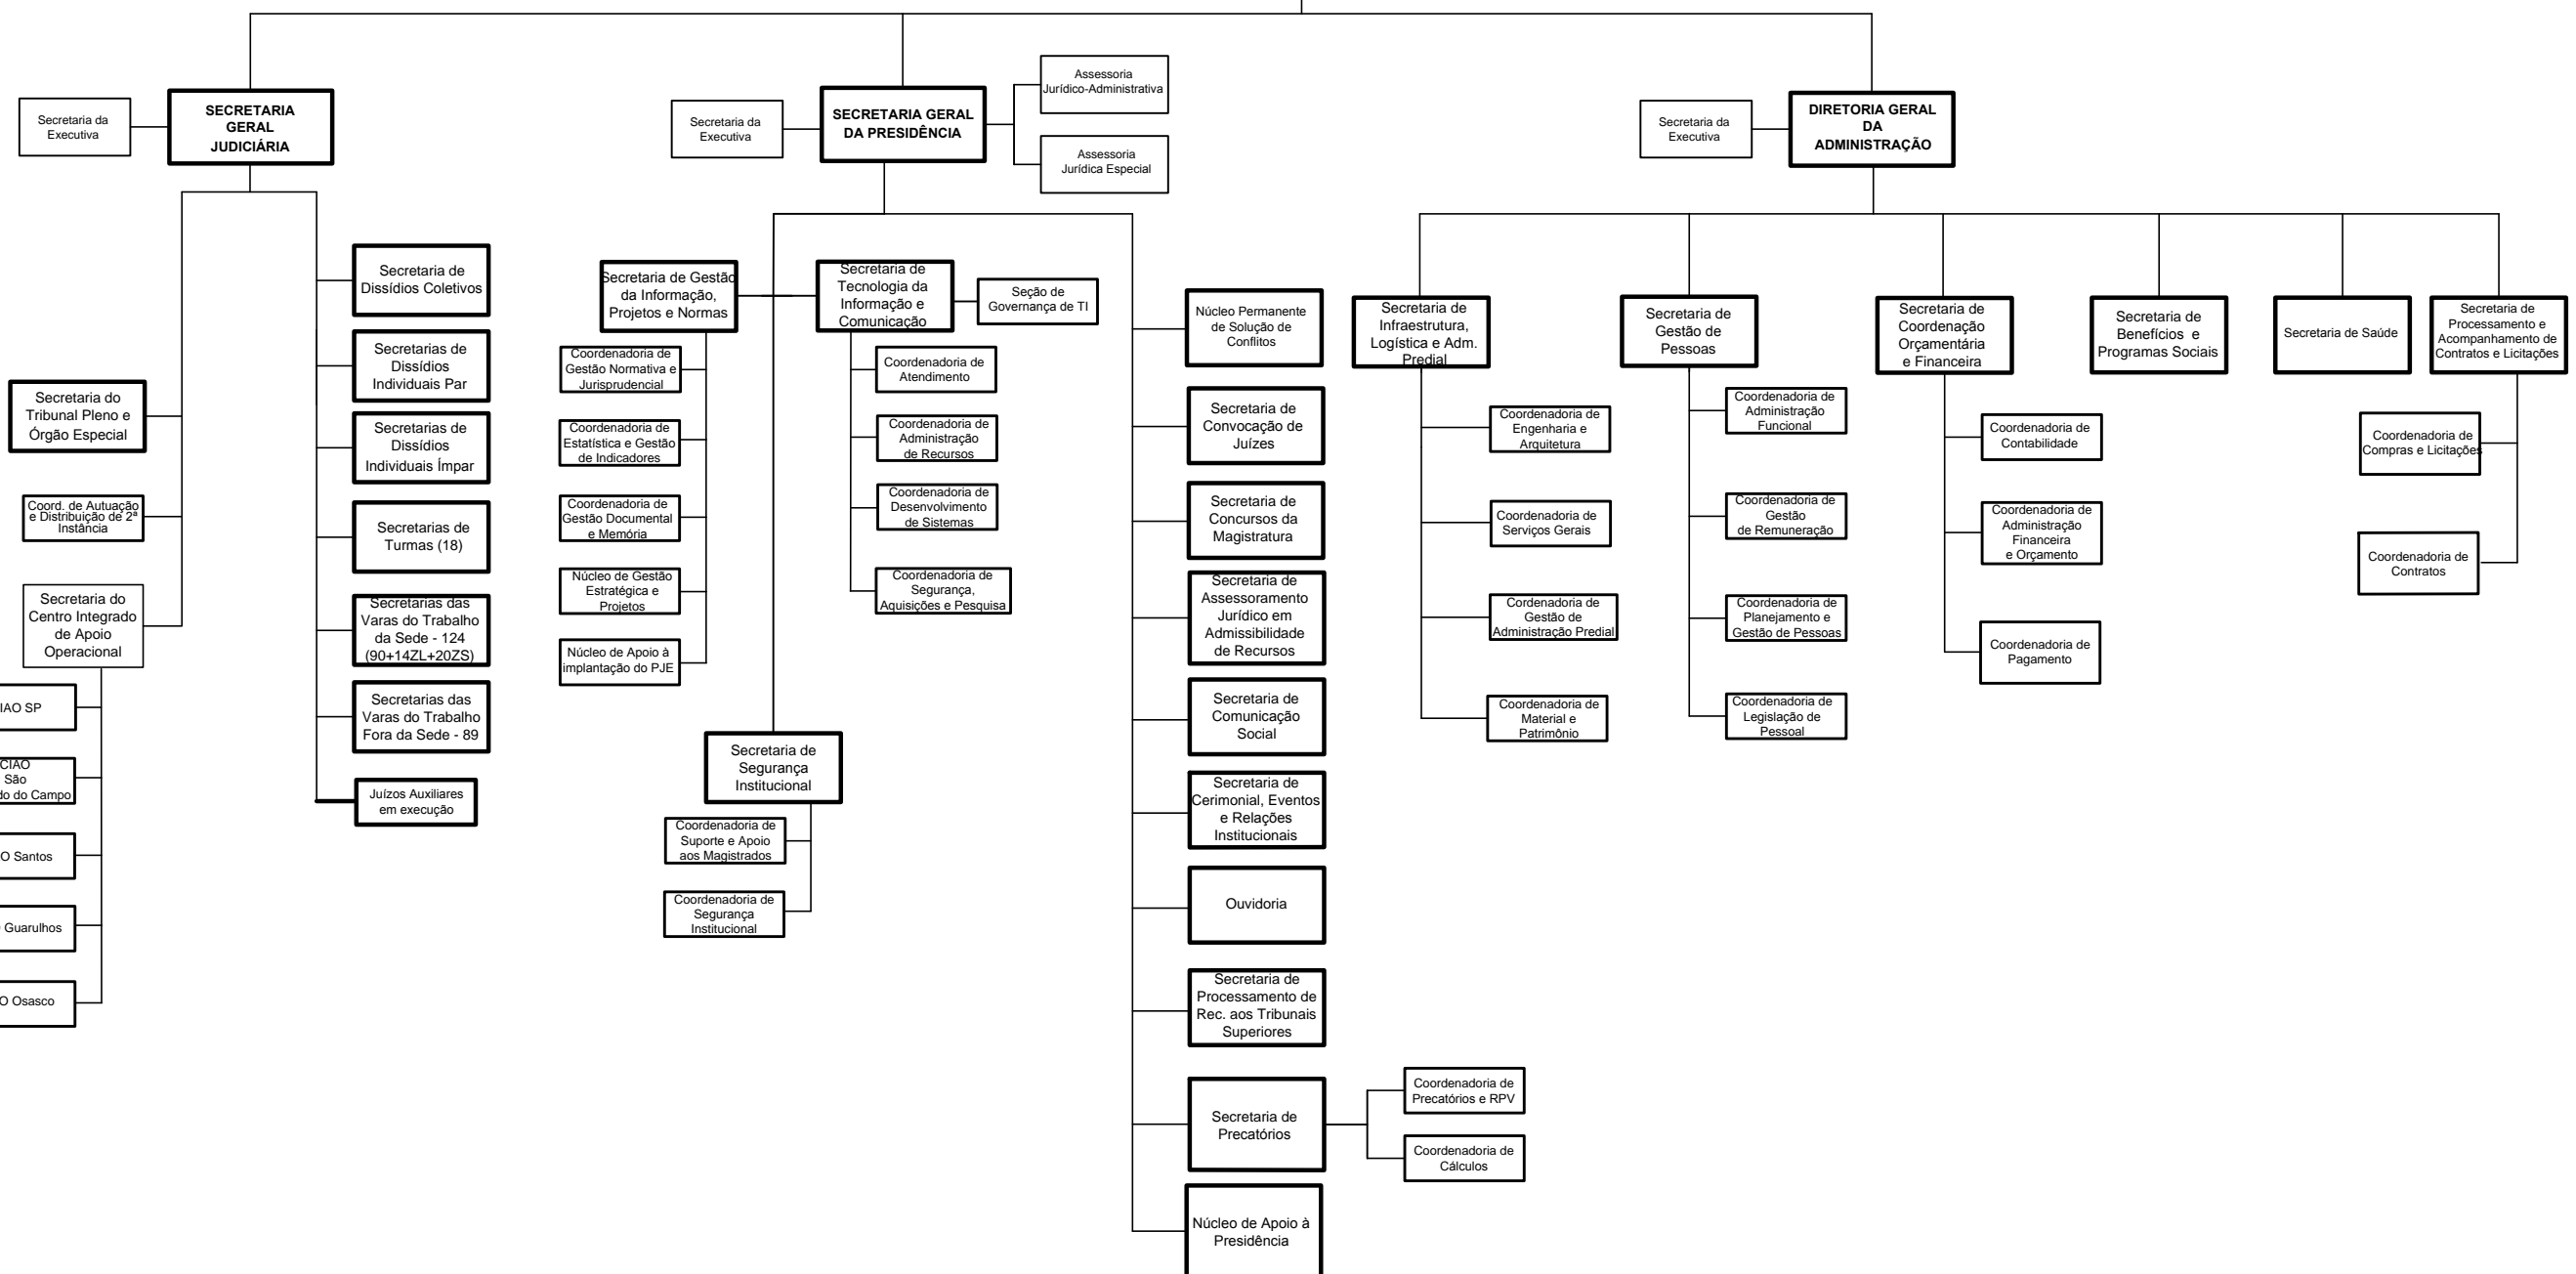 Secretaria da
Executiva
SECRETARIA
GERAL
JUDICIÁRIA
Secretaria da
Executiva
SECRETARIA GERAL
DA PRESIDÊNCIA
Assessoria
Jurídico-Administrativa
Assessoria
Jurídica Especial
Secretaria da
Executiva
DIRETORIA GERAL
DA
ADMINISTRAÇÃO
Secretaria do
Tribunal Pleno e
Órgão Especial
Coord. de Autuação
e Distribuição de 2ª
Instância
Secretaria do
Centro Integrado
de Apoio
Operacional
IAO SP
CIAO
São
do do Campo
O Santos
Guarulhos
O Osasco
Secretaria de
Dissídios Coletivos
Secretarias de
Dissídios
Individuais Par
Secretarias de
Dissídios
Individuais Ímpar
Secretarias de
Turmas (18)
Secretarias das
Varas do Trabalho
da Sede - 124
(90+14ZL+20ZS)
Secretarias das
Varas do Trabalho
Fora da Sede - 89
Juízos Auxiliares
em execução
Secretaria de Gestão
da Informação,
Projetos e Normas
Coordenadoria de
Gestão Normativa e
Jurisprudencial
Coordenadoria de
Estatística e Gestão
de Indicadores
Coordenadoria de
Gestão Documental
e Memória
Núcleo de Gestão
Estratégica e
Projetos
Núcleo de Apoio à
implantação do PJE
Secretaria de
Tecnologia da
Informação e
Comunicação
Seção de
Governança de TI
Coordenadoria de
Atendimento
Coordenadoria de
Administração
de Recursos
Coordenadoria de
Desenvolvimento
de Sistemas
Coordenadoria de
Segurança,
Aquisições e Pesquisa
Secretaria de
Segurança
Institucional
Coordenadoria de
Suporte e Apoio
aos Magistrados
Coordenadoria de
Segurança
Institucional
Núcleo Permanente
de Solução de
Conflitos
Secretaria de
Convocação de
Juízes
Secretaria de
Concursos da
Magistratura
Secretaria de
Assessoramento
Jurídico em
Admissibilidade
de Recursos
Secretaria de
Comunicação
Social
Secretaria de
Cerimonial, Eventos
e Relações
Institucionais
Ouvidoria
Secretaria de
Processamento de
Rec. aos Tribunais
Superiores
Secretaria de
Precatórios
Coordenadoria de
Precatórios e RPV
Coordenadoria de
Cálculos
Núcleo de Apoio à
Presidência
Secretaria de
Infraestrutura,
Logística e Adm.
Predial
Coordenadoria de
Engenharia e
Arquitetura
Coordenadoria de
Serviços Gerais
Cordenadoria de
Gestão de
Administração Predial
Coordenadoria de
Material e
Patrimônio
Secretaria de
Gestão de
Pessoas
Coordenadoria de
Administração
Funcional
Coordenadoria de
Gestão
de Remuneração
Coordenadoria de
Planejamento e
Gestão de Pessoas
Coordenadoria de
Legislação de
Pessoal
Secretaria de
Coordenação
Orçamentária
e Financeira
Coordenadoria de
Contabilidade
Coordenadoria de
Administração
Financeira
e Orçamento
Coordenadoria de
Pagamento
Secretaria de
Benefícios e
Programas Sociais
Secretaria de Saúde
Secretaria de
Processamento e
Acompanhamento de
Contratos e Licitações
Coordenadoria de
Compras e Licitações
Coordenadoria de
Contratos